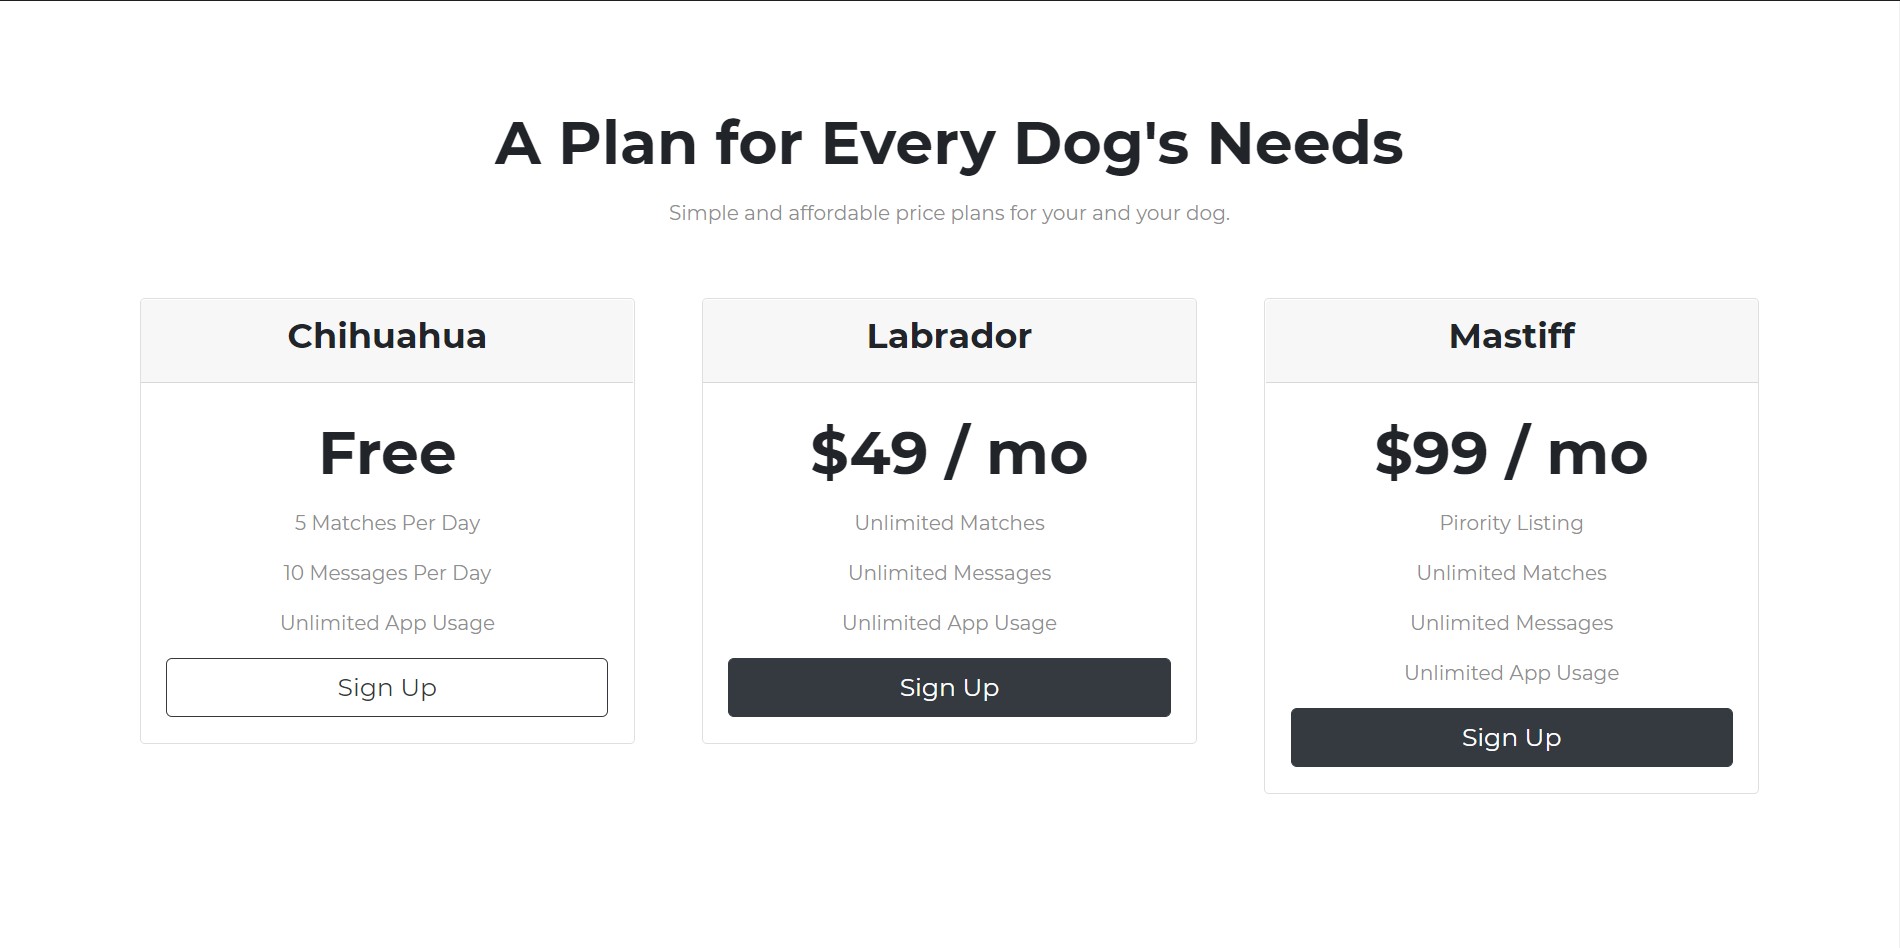 A Plan for Every Dog's Needs
Simple and affordable price plans for your and your dog.
Chihuahua
Free
5 Matches Per Day
10 Messages Per Day
Unlimited App Usage
Sign Up
Labrador
$49 / mo
Unlimited Matches
Unlimited Messages
Unlimited App Usage
Sign Up
Mastiff
$99 / mo
Pirority Listing
Unlimited Matches
Unlimited Messages
Unlimited App Usage
Sign Up